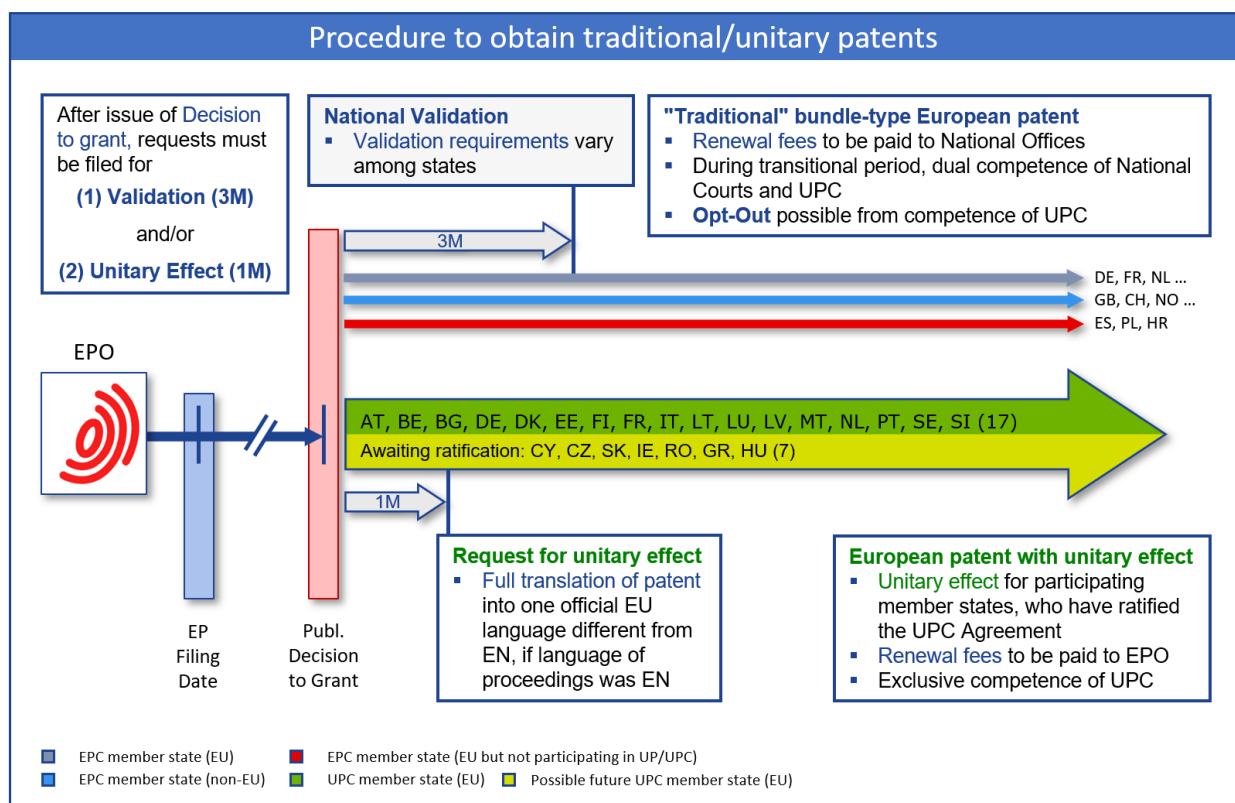 Procedure to obtain traditional/unitary patents
After issue of Decision
to grant, requests must
be filed for
(1) Validation (3M)
and/or
(2) Unitary Effect (1M)
National Validation
▪ Validation requirements vary
among states
"Traditional" bundle-type European patent
▪ Renewal fees to be paid to National Offices
▪ During transitional period, dual competence of National
Courts and UPC
▪ Opt-Out possible from competence of UPC
3M
DE, FR, NL ...
GB, CH, NO ...
ES, PL, HR
EPO
AT, BE, BG, DE, DK, EE, FI, FR, IT, LT, LU, LV, MT, NL, PT, SE, SI (17)
Awaiting ratification: CY, CZ, SK, IE, RO, GR, HU (7)
1M
EP
Filing
Date
Publ.
Decision
to Grant
Request for unitary effect
▪ Full translation of patent
into one official EU
language different from
EN, if language of
proceedings was EN
European patent with unitary effect
▪ Unitary effect for participating
member states, who have ratified
the UPC Agreement
▪ Renewal fees to be paid to EPO
▪ Exclusive competence of UPC
EPC member state (EU)
EPC member state (EU but not participating in UP/UPC)
EPC member state (non-EU)
UPC member state (EU)
Possible future UPC member state (EU)